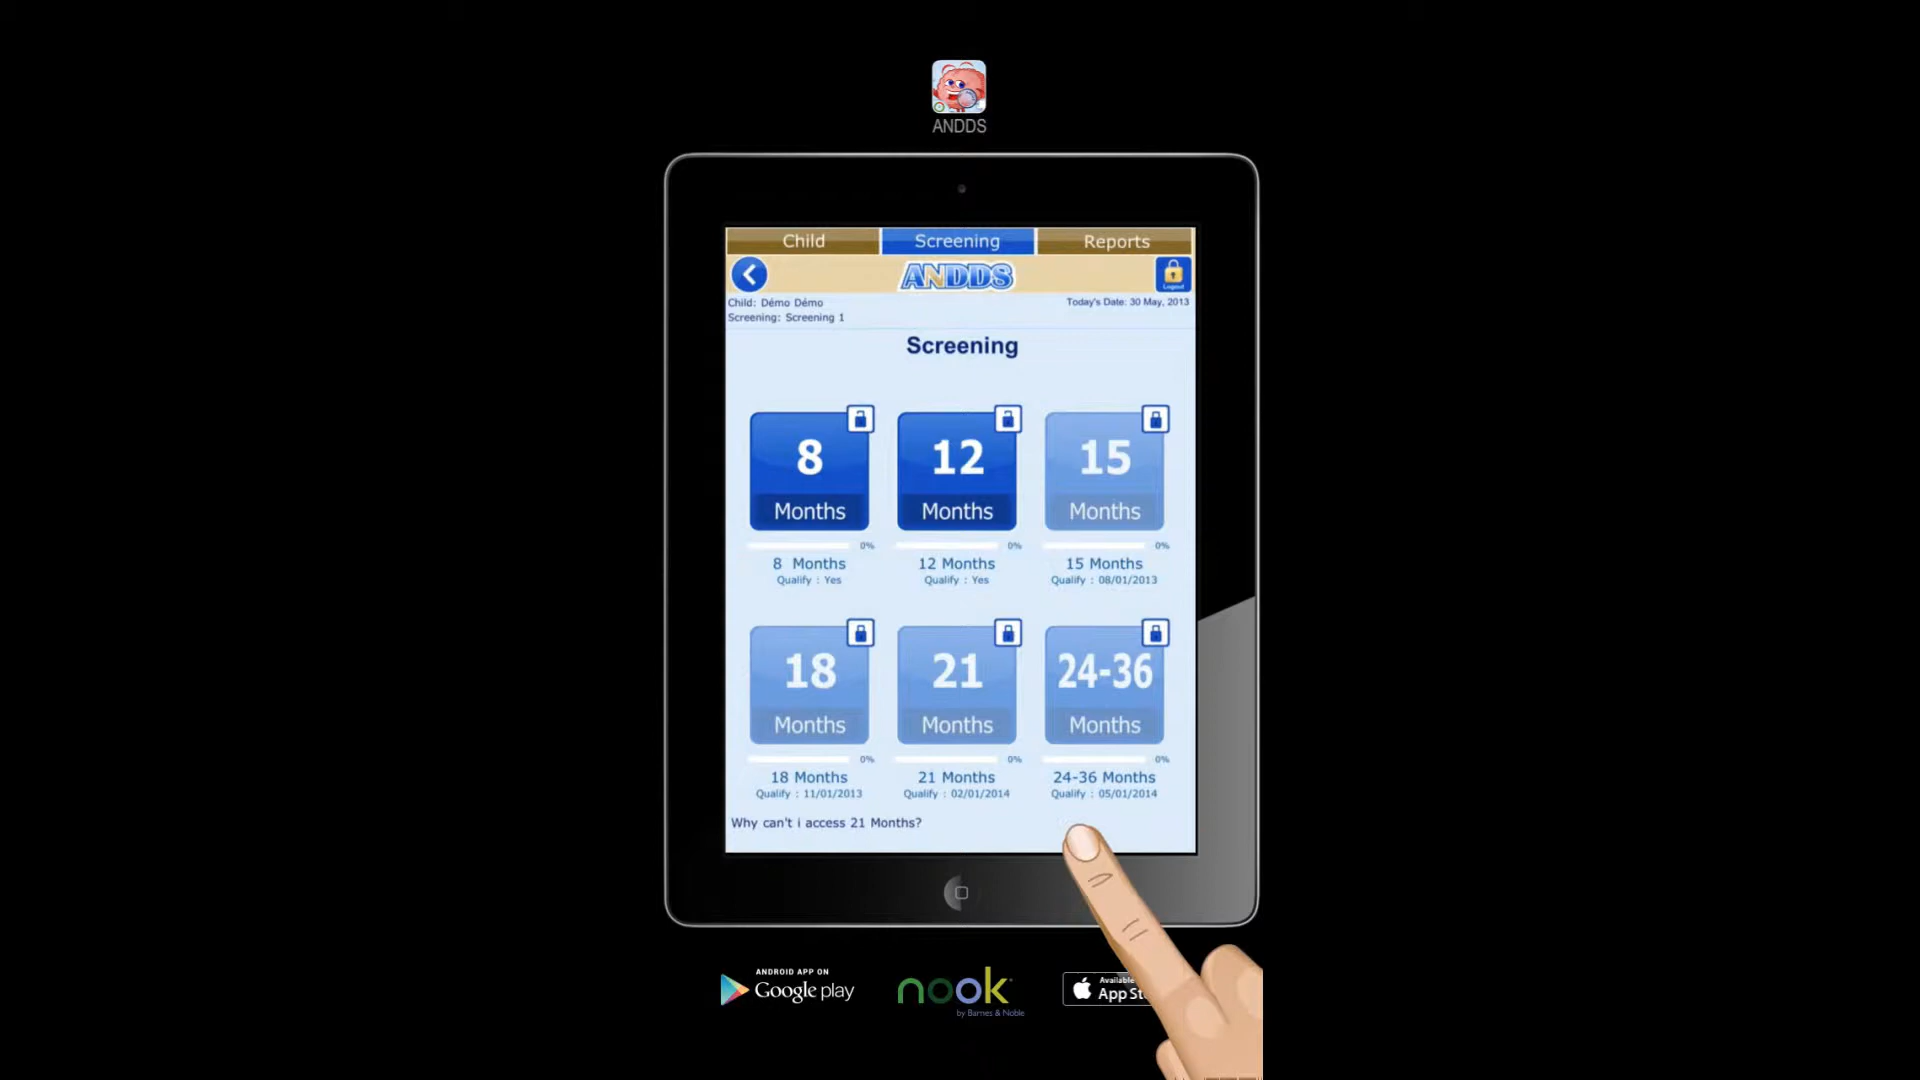 ANDDS
Child Screening Reports
ANDDS
Logout
Child: Démo Démo
Today's Date: 30 May, 2013
Screening: Screening 1
Screening
8 12 15
Months Months Months
0% 0% 0%
8 Months 12 Months 15 Months
Qualify : Yes Qualify : Yes Qualify : 08/01/2013
18 21 24-36
Months Months Months
0% 0% 0%
18 Months 21 Months 24-36 Months
Qualify : 11/01/2013 Qualify : 02/01/2014 Qualify : 05/01/2014
Why can't i access 21 Months?
ANDROID APP ON
Google play
nook
by Barnes & Noble
Available
App St